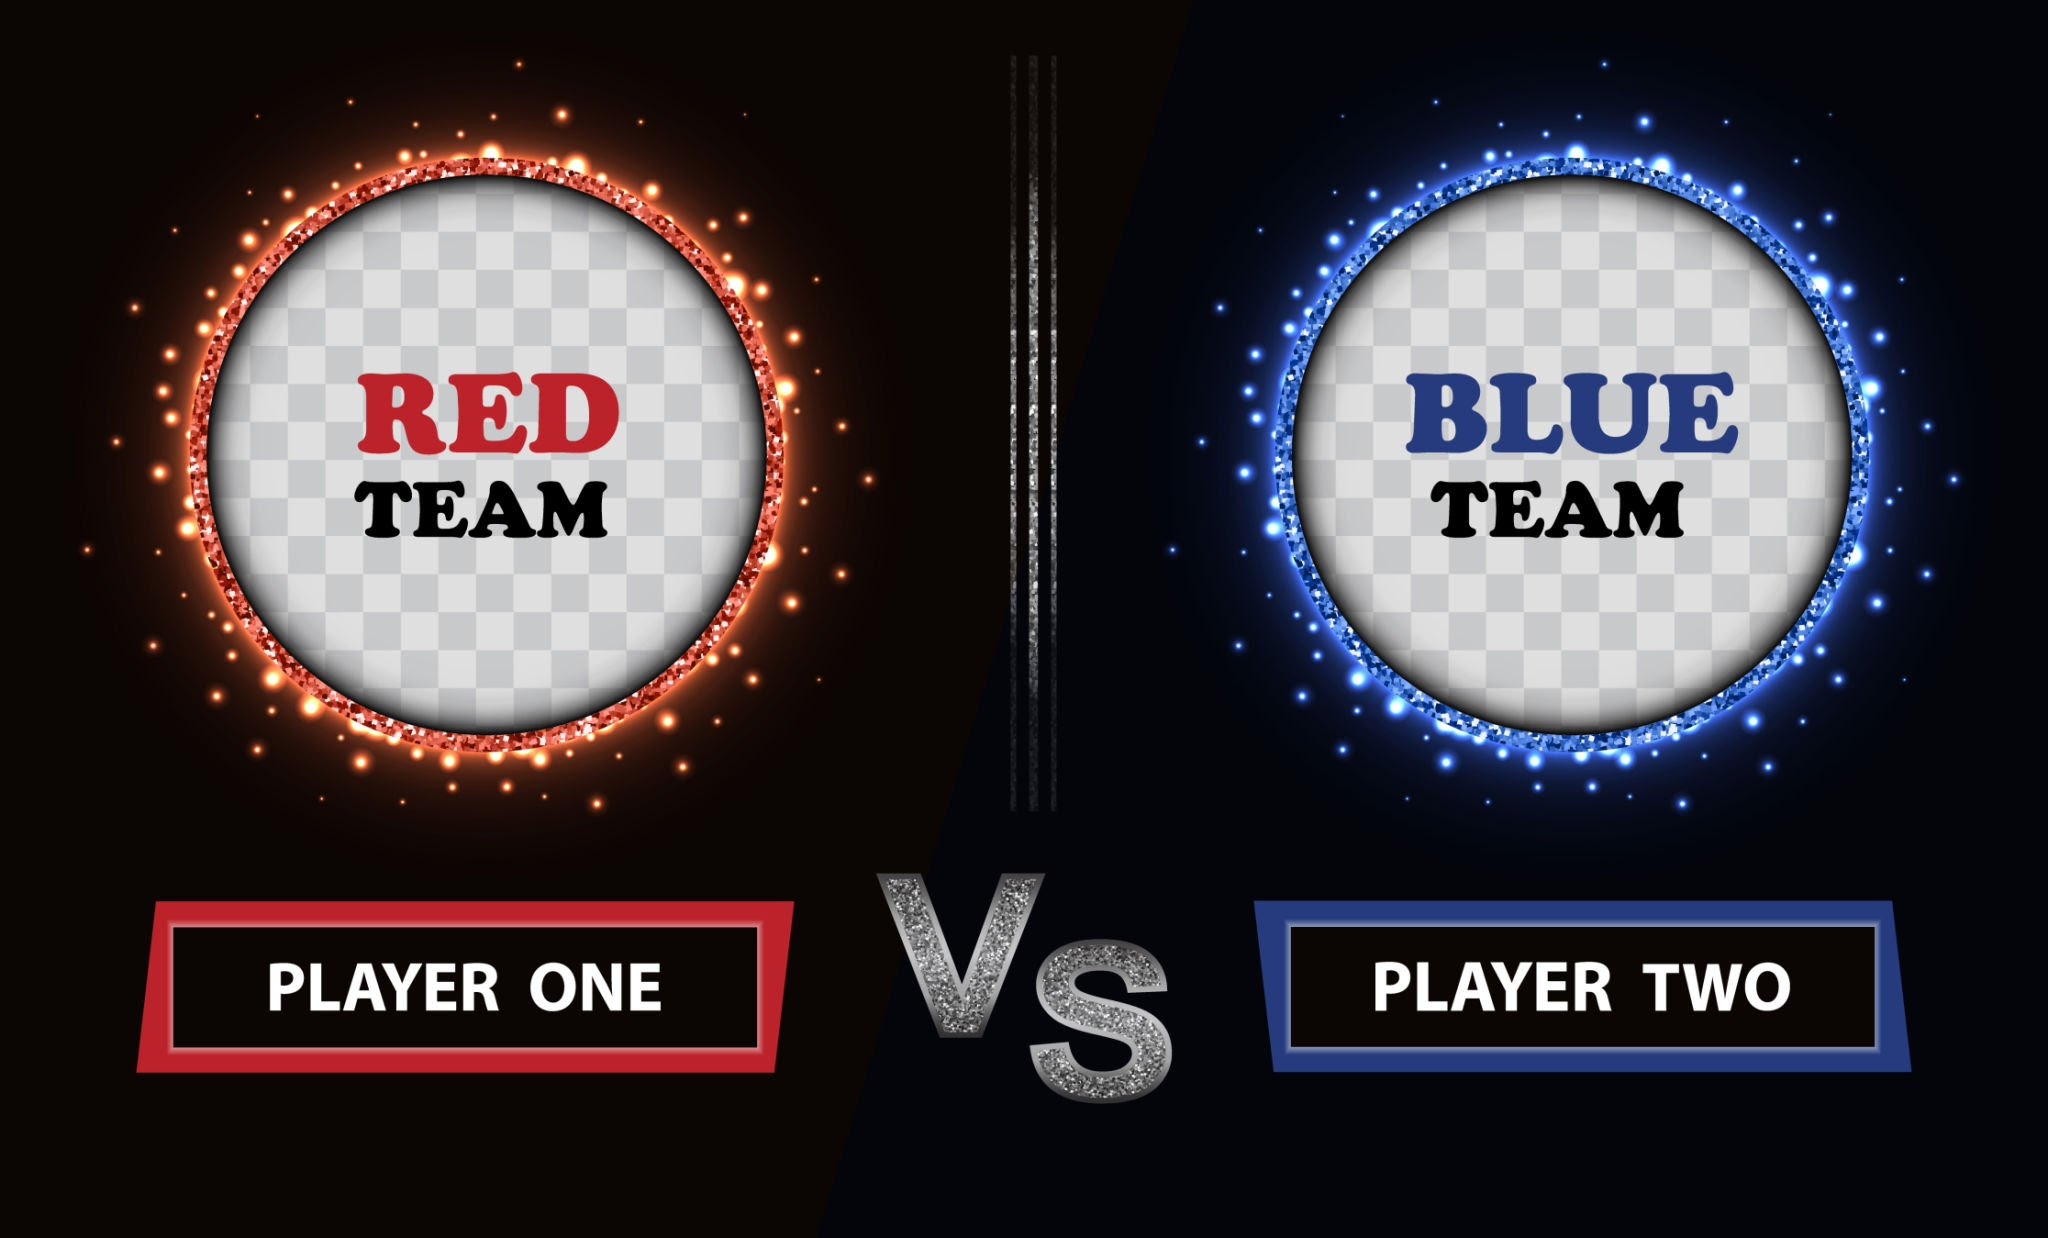 RED
TEAM
BLUE
TEAM
PLAYER ONE
VS
PLAYER TWO